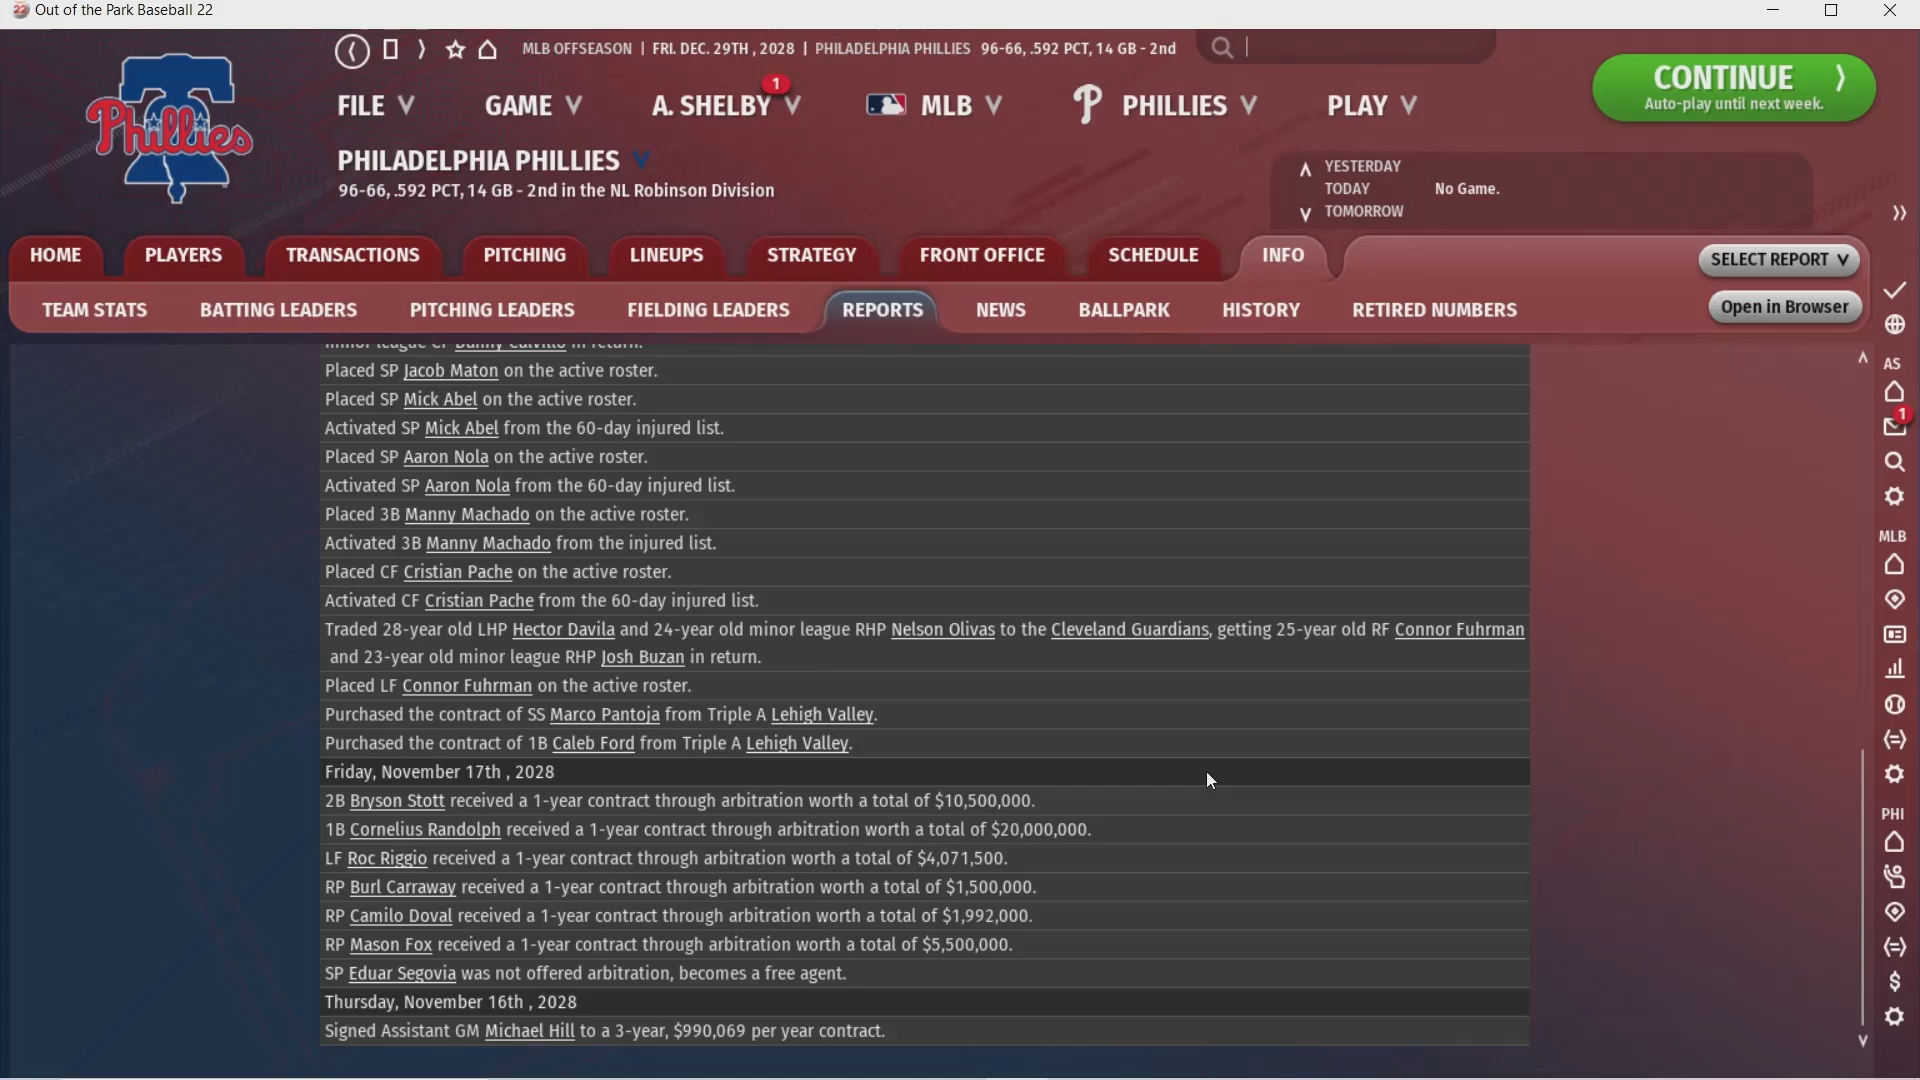 Out of the Park Baseball 22
MLB OFFSEASON | FRI. DEC. 29TH , 2028 | PHILADELPHIA PHILLIES 96-66, .592 PCT, 14 GB - 2nd
CONTINUE
Auto-play until next week.
1
FILE GAME A. SHELBY MLB PHILLIES PLAY
Phillies
PHILADELPHIA PHILLIES
96-66, .592 PCT, 14 GB - 2nd in the NL Robinson Division
YESTERDAY
TODAY No Game.
TOMORROW
HOME PLAYERS TRANSACTIONS PITCHING LINEUPS STRATEGY FRONT OFFICE SCHEDULE INFO SELECT REPORT
TEAM STATS BATTING LEADERS PITCHING LEADERS FIELDING LEADERS REPORTS NEWS BALLPARK HISTORY RETIRED NUMBERS Open in Browser
minor league CF Danny Calvillo in return.
Placed SP Jacob Maton on the active roster.
Placed SP Mick Abel on the active roster.
Activated SP Mick Abel from the 60-day injured list.
Placed SP Aaron Nola on the active roster.
Activated SP Aaron Nola from the 60-day injured list.
Placed 3B Manny Machado on the active roster.
Activated 3B Manny Machado from the injured list.
Placed CF Cristian Pache on the active roster.
Activated CF Cristian Pache from the 60-day injured list.
Traded 28-year old LHP Hector Davila and 24-year old minor league RHP Nelson Olivas to the Cleveland Guardians, getting 25-year old RF Connor Fuhrman
and 23-year old minor league RHP Josh Buzan in return.
Placed LF Connor Fuhrman on the active roster.
Purchased the contract of SS Marco Pantoja from Triple A Lehigh Valley.
Purchased the contract of 1B Caleb Ford from Triple A Lehigh Valley.
Friday, November 17th , 2028
2B Bryson Stott received a 1-year contract through arbitration worth a total of $10,500,000.
1B Cornelius Randolph received a 1-year contract through arbitration worth a total of $20,000,000.
LF Roc Riggio received a 1-year contract through arbitration worth a total of $4,071,500.
RP Burl Carraway received a 1-year contract through arbitration worth a total of $1,500,000.
RP Camilo Doval received a 1-year contract through arbitration worth a total of $1,992,000.
RP Mason Fox received a 1-year contract through arbitration worth a total of $5,500,000.
SP Eduar Segovia was not offered arbitration, becomes a free agent.
Thursday, November 16th , 2028
Signed Assistant GM Michael Hill to a 3-year, $990,069 per year contract.
AS
1
MLB
PHI